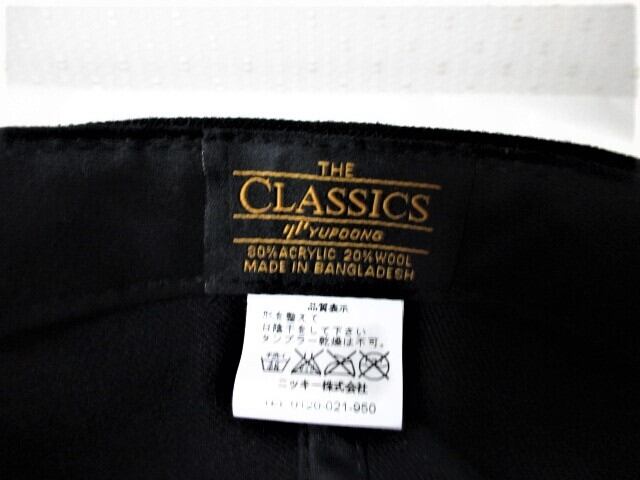 THE
CLASSICS
YUPOONG
80% ACRYLIC 20% WOOL
MADE IN BANGLADESH
品質表示
形を整えて
日陰干をして下さい
タンブラー乾燥は不可。
ニッキー株式会社
TEL 0120-021-950